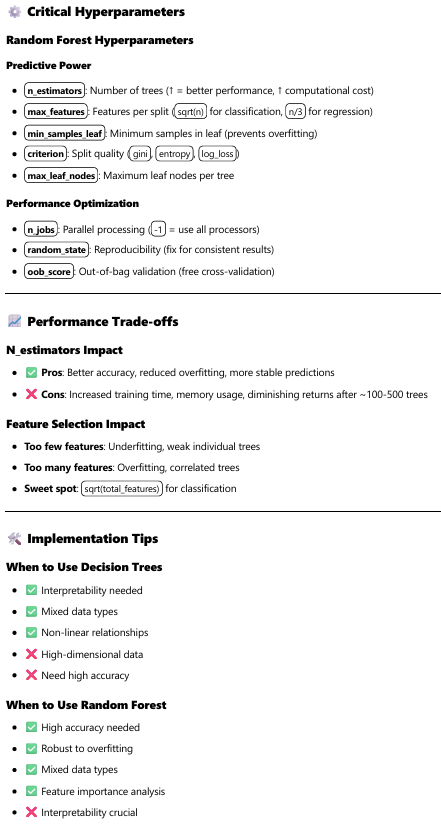 ⚙️ Critical Hyperparameters
Random Forest Hyperparameters
Predictive Power
• n_estimators: Number of trees (↑ = better performance, ↑ computational cost)
• max_features: Features per split (sqrt(n) for classification, n/3 for regression)
• min_samples_leaf: Minimum samples in leaf (prevents overfitting)
• criterion: Split quality (gini, entropy, log_loss)
• max_leaf_nodes: Maximum leaf nodes per tree
Performance Optimization
• n_jobs: Parallel processing (-1 = use all processors)
• random_state: Reproducibility (fix for consistent results)
• oob_score: Out-of-bag validation (free cross-validation)
📈 Performance Trade-offs
N_estimators Impact
• ✅ Pros: Better accuracy, reduced overfitting, more stable predictions
• ❌ Cons: Increased training time, memory usage, diminishing returns after ~100-500 trees
Feature Selection Impact
• Too few features: Underfitting, weak individual trees
• Too many features: Overfitting, correlated trees
• Sweet spot: sqrt(total_features) for classification
🛠️ Implementation Tips
When to Use Decision Trees
• ✅ Interpretability needed
• ✅ Mixed data types
• ✅ Non-linear relationships
• ❌ High-dimensional data
• ❌ Need high accuracy
When to Use Random Forest
• ✅ High accuracy needed
• ✅ Robust to overfitting
• ✅ Mixed data types
• ✅ Feature importance analysis
• ❌ Interpretability crucial